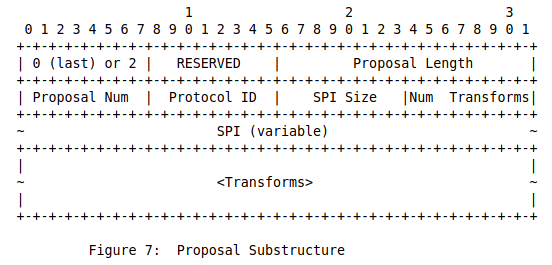 1                   2                   3
 0 1 2 3 4 5 6 7 8 9 0 1 2 3 4 5 6 7 8 9 0 1 2 3 4 5 6 7 8 9 0 1
+-+-+-+-+-+-+-+-+-+-+-+-+-+-+-+-+-+-+-+-+-+-+-+-+-+-+-+-+-+-+-+-+
| 0 (last) or 2 |   RESERVED    |         Proposal Length       |
+-+-+-+-+-+-+-+-+-+-+-+-+-+-+-+-+-+-+-+-+-+-+-+-+-+-+-+-+-+-+-+-+
| Proposal Num  |  Protocol ID  |    SPI Size   |Num  Transforms|
+-+-+-+-+-+-+-+-+-+-+-+-+-+-+-+-+-+-+-+-+-+-+-+-+-+-+-+-+-+-+-+-+
~                        SPI (variable)                         ~
+-+-+-+-+-+-+-+-+-+-+-+-+-+-+-+-+-+-+-+-+-+-+-+-+-+-+-+-+-+-+-+-+
|                                                               |
~                        <Transforms>                           ~
|                                                               |
+-+-+-+-+-+-+-+-+-+-+-+-+-+-+-+-+-+-+-+-+-+-+-+-+-+-+-+-+-+-+-+-+
         Figure 7:  Proposal Substructure